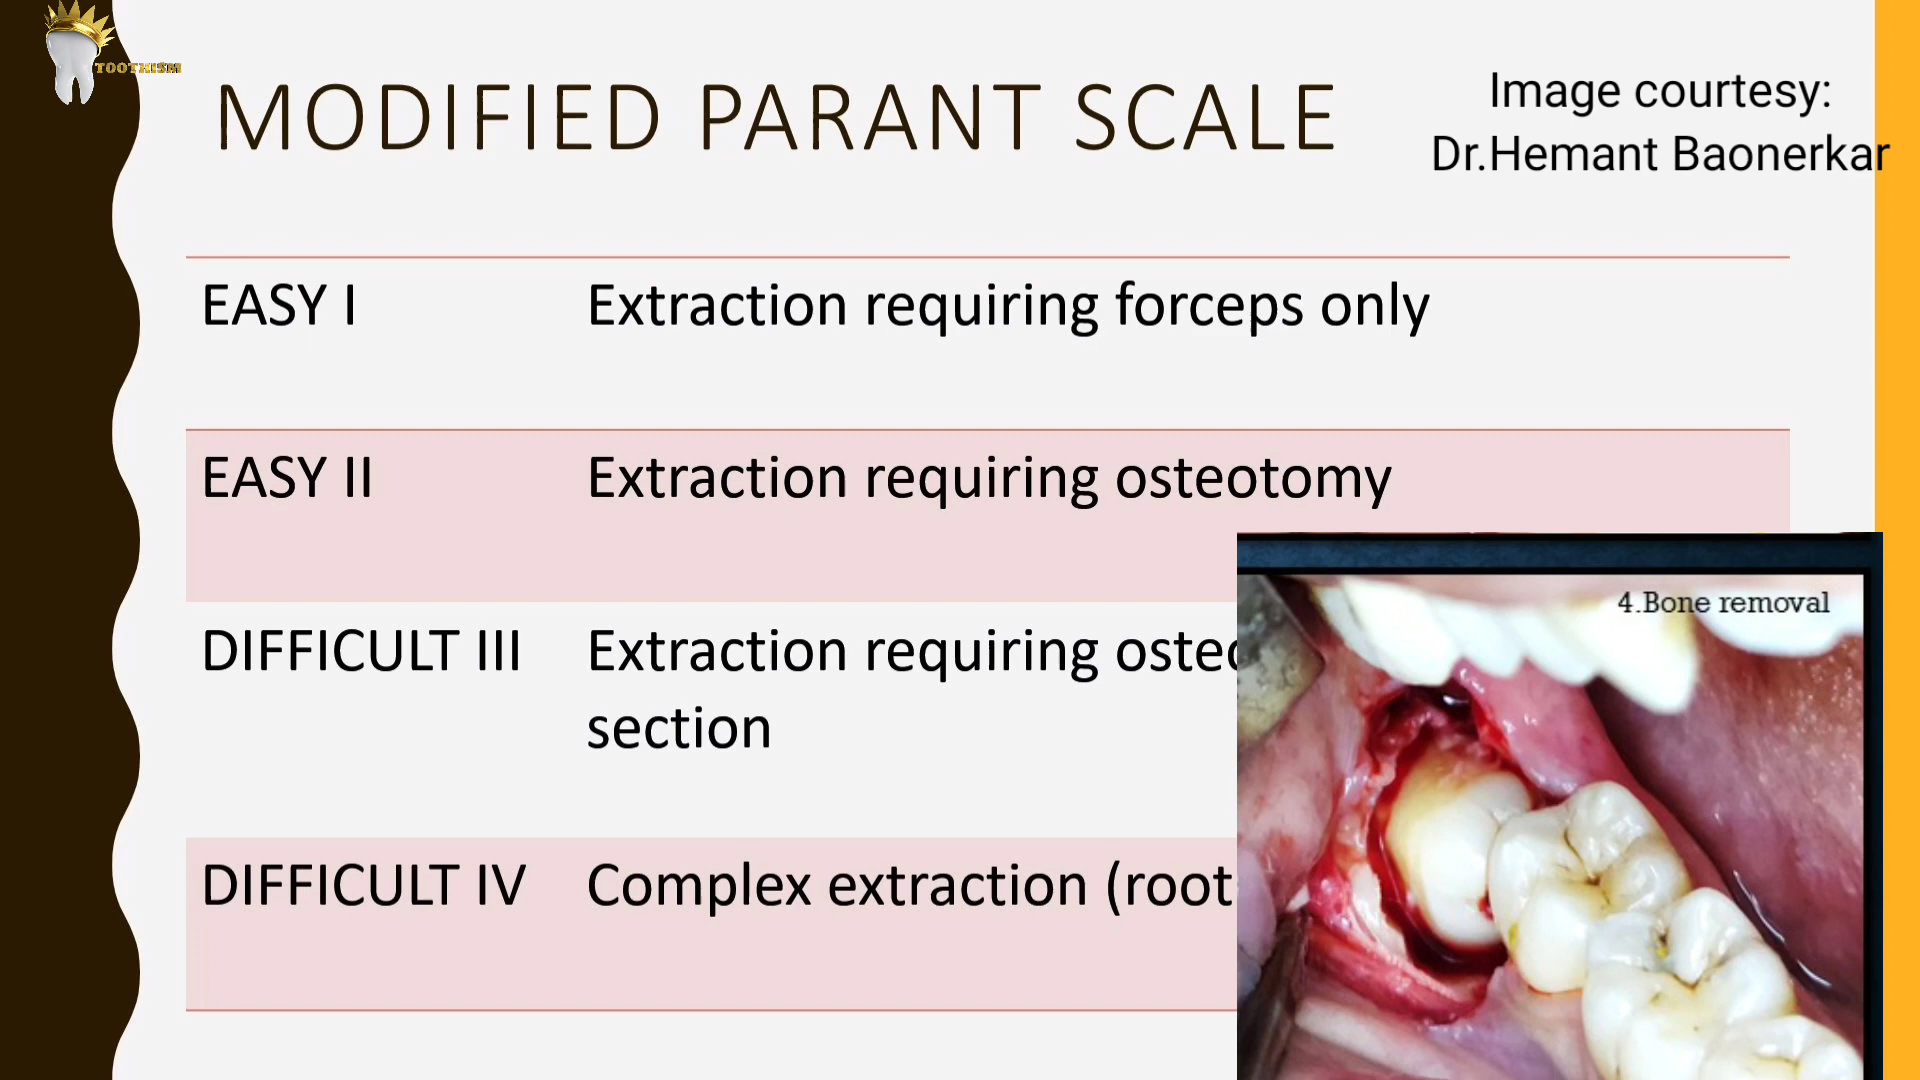 TOOTHISM
MODIFIED PARANT SCALE
Image courtesy:
Dr.Hemant Baonerkar
EASY I Extraction requiring forceps only
EASY II Extraction requiring osteotomy
DIFFICULT III Extraction requiring
section
DIFFICULT IV Complex extraction (root
4.Bone removal